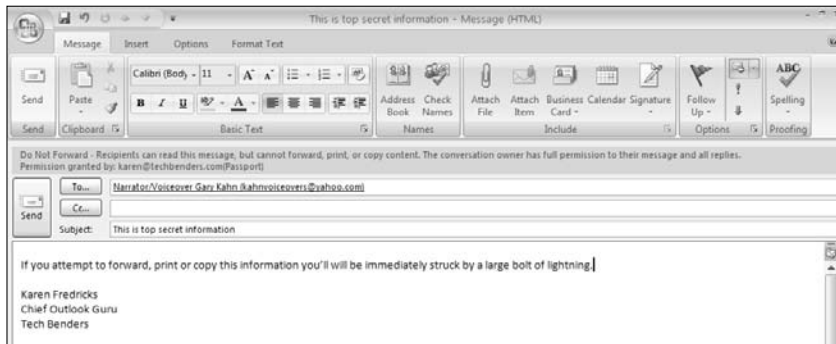 This is top secret information - Message (HTML)
Message Insert Options Format Text
Calibri (Body 11 A A
Send Paste B I U A Address Book Check Names Attach File Attach Item Business Card Calendar Signature Follow Up ABC Spelling
Send Clipboard Basic Text Names Include Options Proofing
Do Not Forward - Recipients can read this message, but cannot forward, print, or copy content. The conversation owner has full permission to their message and all replies.
Permission granted by: karen@techbenders.com(Passport)
To... Narrator/Voiceover Gary Kahn (kahnvoiceovers@yahoo.com)
Send Cc...
Subject: This is top secret information
If you attempt to forward, print or copy this information you'll will be immediately struck by a large bolt of lightning.
Karen Fredricks
Chief Outlook Guru
Tech Benders